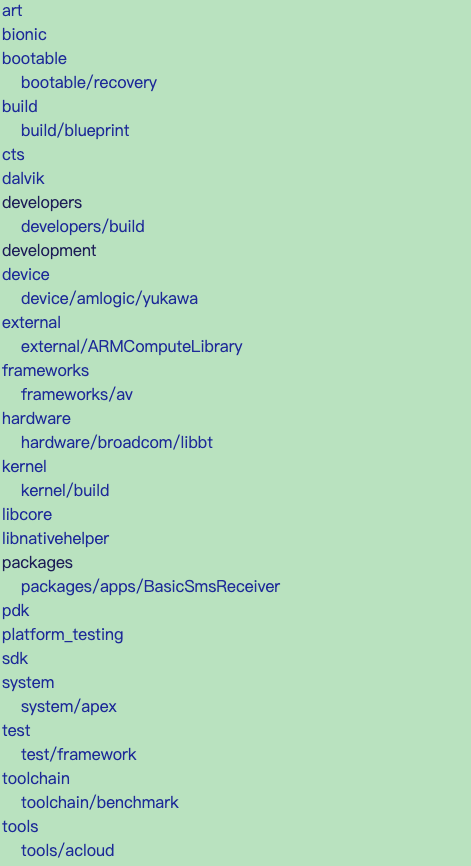 art
bionic
bootable
bootable/recovery
build
build/blueprint
cts
dalvik
developers
developers/build
development
device
device/amlogic/yukawa
external
external/ARMComputeLibrary
frameworks
frameworks/av
hardware
hardware/broadcom/libbt
kernel
kernel/build
libcore
libnativehelper
packages
packages/apps/BasicSmsReceiver
pdk
platform_testing
sdk
system
system/apex
test
test/framework
toolchain
toolchain/benchmark
tools
tools/acloud